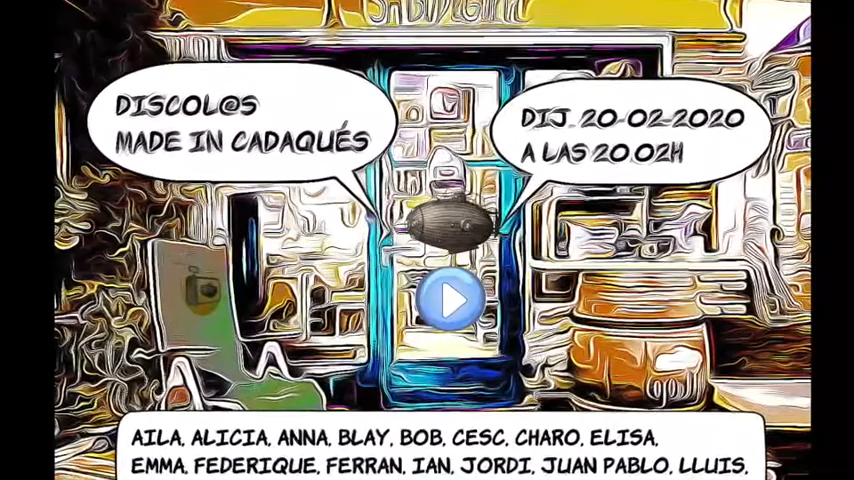 DISCOL@S
MADE IN CADAQUÉS
DIJ. 20-02-2020
A LAS 20.02H
AILA, ALICIA, ANNA, BLAY, BOB, CESC, CHARO, ELISA,
EMMA, FEDERIQUE, FERRAN, IAN, JORDI, JUAN PABLO, LLUIS,